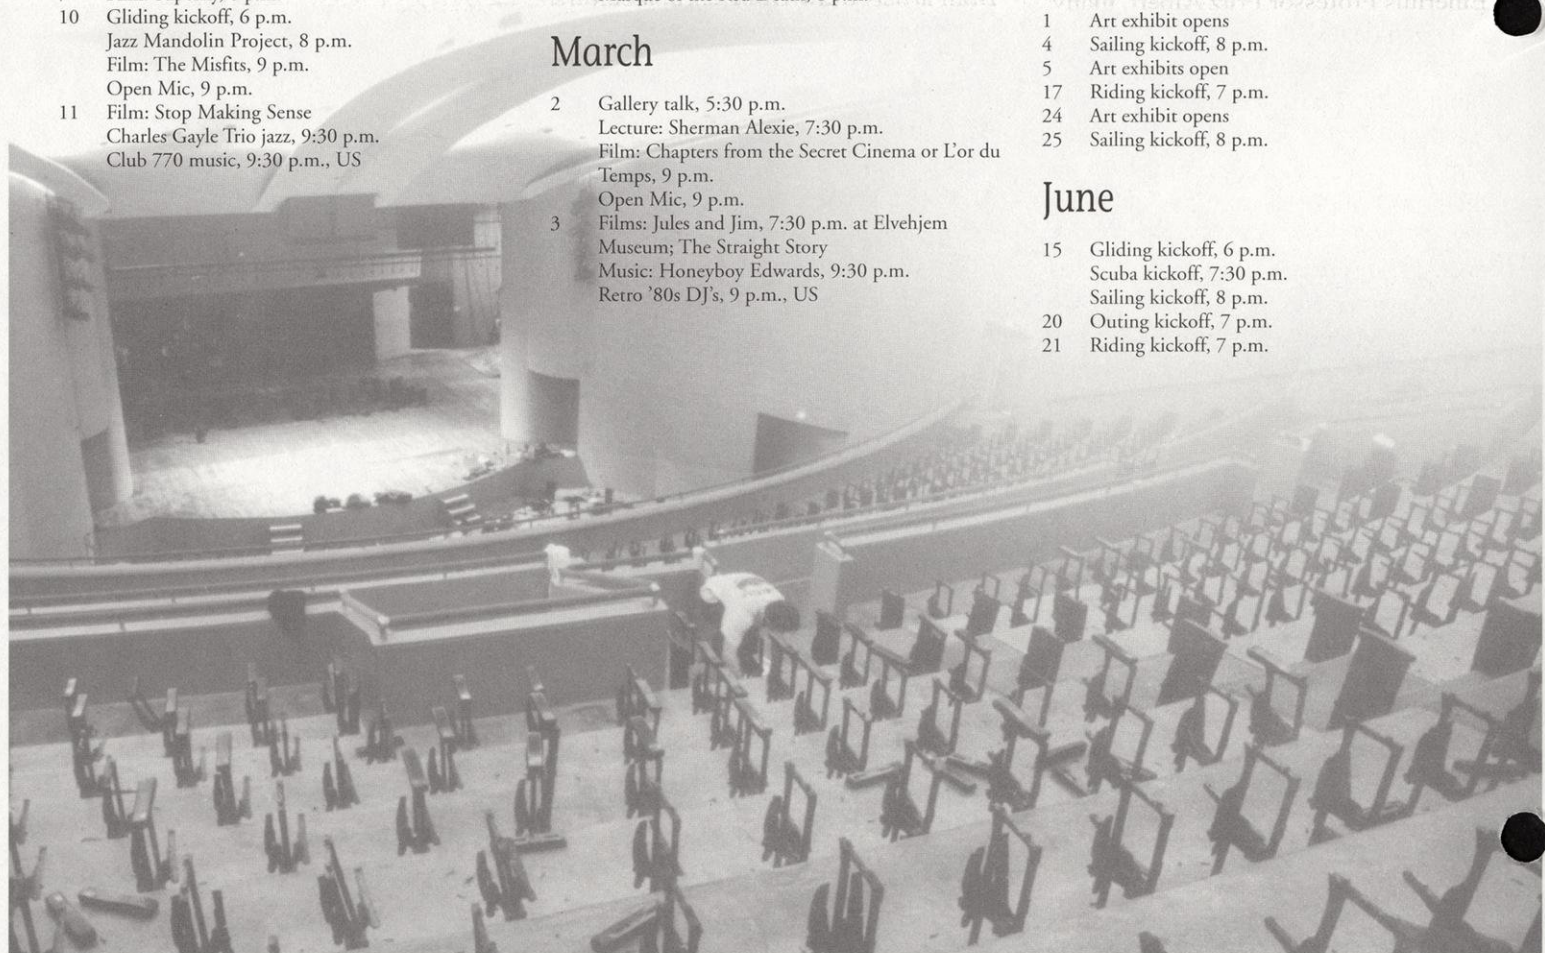 10 Gliding kickoff, 6 p.m.
Jazz Mandolin Project, 8 p.m.
Film: The Misfits, 9 p.m.
Open Mic, 9 p.m.
11 Film: Stop Making Sense
Charles Gayle Trio jazz, 9:30 p.m.
Club 770 music, 9:30 p.m., US
March
2 Gallery talk, 5:30 p.m.
Lecture: Sherman Alexie, 7:30 p.m.
Film: Chapters from the Secret Cinema or L'or du
Temps, 9 p.m.
Open Mic, 9 p.m.
3 Films: Jules and Jim, 7:30 p.m. at Elvehjem
Museum; The Straight Story
Music: Honeyboy Edwards, 9:30 p.m.
Retro ’80s DJ’s, 9 p.m., US
1 Art exhibit opens
4 Sailing kickoff, 8 p.m.
5 Art exhibits open
17 Riding kickoff, 7 p.m.
24 Art exhibit opens
25 Sailing kickoff, 8 p.m.
June
15 Gliding kickoff, 6 p.m.
Scuba kickoff, 7:30 p.m.
Sailing kickoff, 8 p.m.
20 Outing kickoff, 7 p.m.
21 Riding kickoff, 7 p.m.